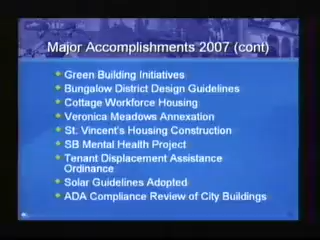 Major Accomplishments 2007 (cont)
Green Building Initiatives
Bungalow District Design Guidelines
Cottage Workforce Housing
Veronica Meadows Annexation
St. Vincent's Housing Construction
SB Mental Health Project
Tenant Displacement Assistance
Ordinance
Solar Guidelines Adopted
ADA Compliance Review of City Buildings